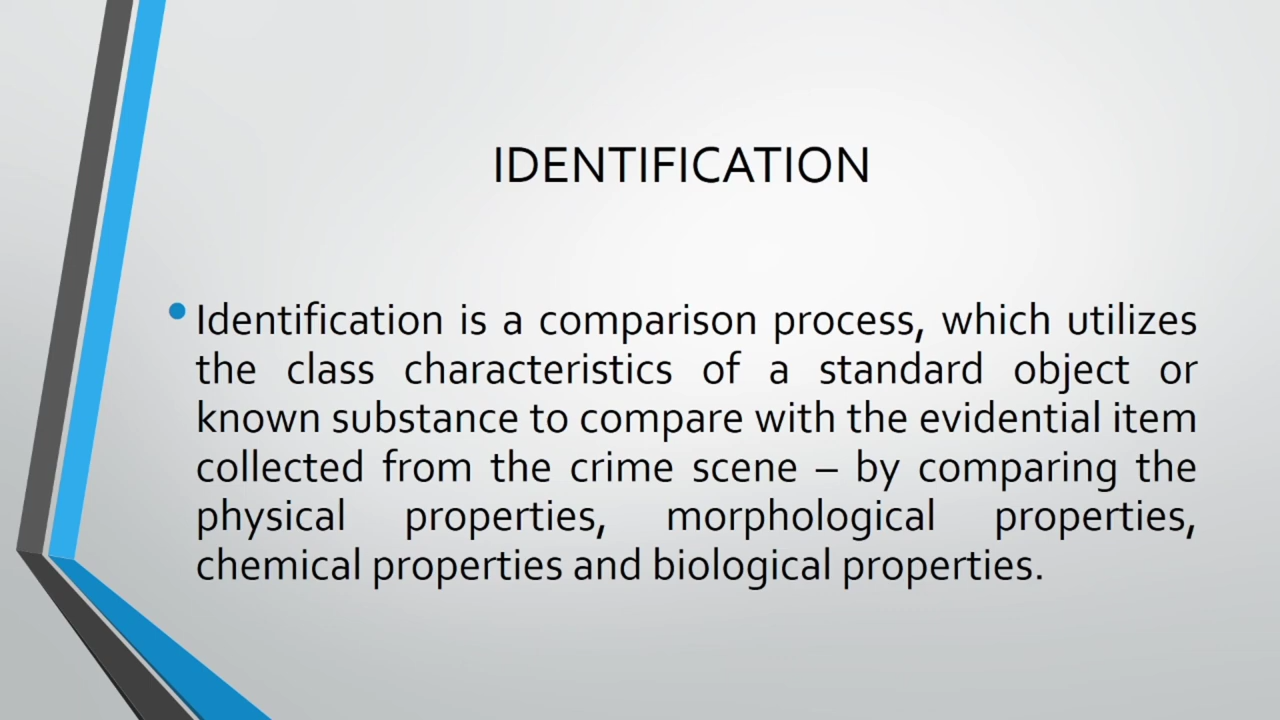 IDENTIFICATION
• Identification is a comparison process, which utilizes
the class characteristics of a standard object or
known substance to compare with the evidential item
collected from the crime scene – by comparing the
physical properties, morphological properties,
chemical properties and biological properties.